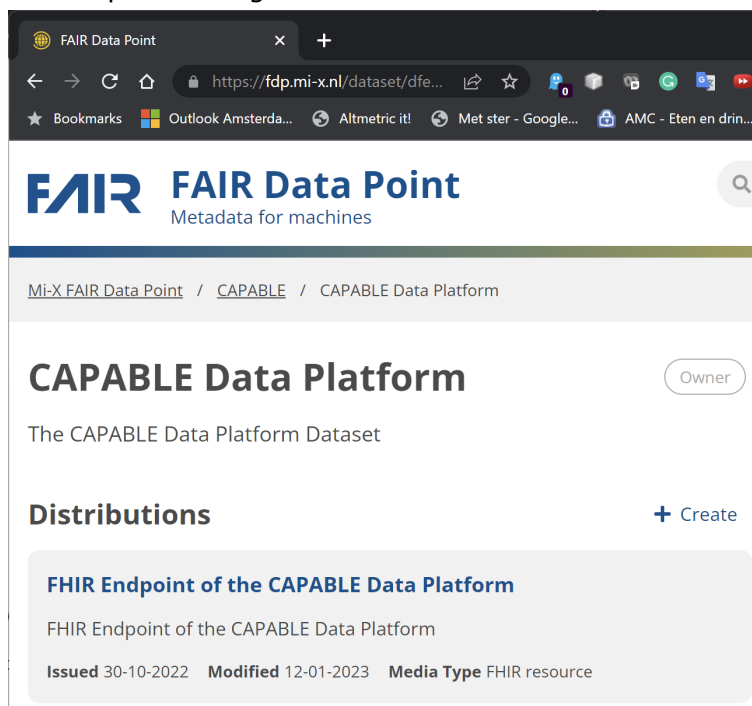 FAIR Data Point
https://fdp.mi-x.nl/dataset/dfe...
0
Bookmarks Outlook Amsterda... Altmetric it! Met ster - Google... AMC - Eten en drin...
FAIR FAIR Data Point
Metadata for machines
Mi-X FAIR Data Point / CAPABLE / CAPABLE Data Platform
CAPABLE Data Platform Owner
The CAPABLE Data Platform Dataset
Distributions + Create
FHIR Endpoint of the CAPABLE Data Platform
FHIR Endpoint of the CAPABLE Data Platform
Issued 30-10-2022 Modified 12-01-2023 Media Type FHIR resource